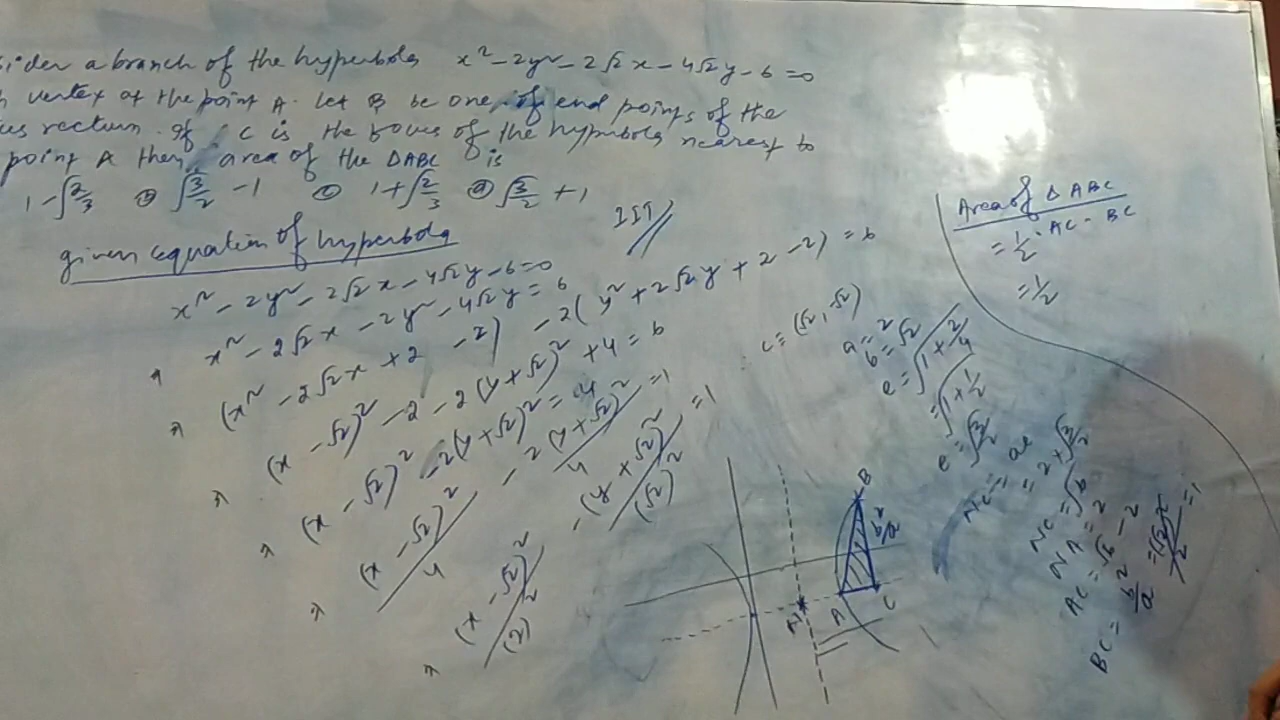 sider a branch of the hyperbola x² - 2y² - 2√2 x - 4√2 y - 6 = 0
h vertex at the point A. Let B be one of end points of the
us rectum. if C is the focus of the hyperbola nearest to
point A then area of the ΔABC is
1 - √2/3 ⓑ √3/2 - 1 ⓒ 1 + √2/3 ⓓ √3/2 + 1
IIT //
given equation of hyperbola
x² - 2y² - 2√2 x - 4√2 y - 6 = 0
⇒ x² - 2√2 x - 2y² - 4√2 y = 6
⇒ (x² - 2√2 x + 2 - 2) - 2(y² + 2√2 y + 2 - 2) = 6
⇒ (x - √2)² - 2 - 2(y + √2)² + 4 = 6
⇒ (x - √2)² - 2(y + √2)² = 4
⇒ (x - √2)²/4 - 2(y + √2)²/4 = 1
⇒ (x - √2)²/(2)² - (y + √2)²/(√2)² = 1
c = (√2, √2)
a = 2
b = √2
e = √1 + 2/4
= √1 + 1/2
e = √3/2
NC = ae
= 2 × √3/2
NC = √6
NA = 2
AC = √6 - 2
BC = b²/a = (√2)²/2 = 1
B
b²/a
N
A
C
Area of Δ ABC
= 1/2 · AC · BC
= 1/2